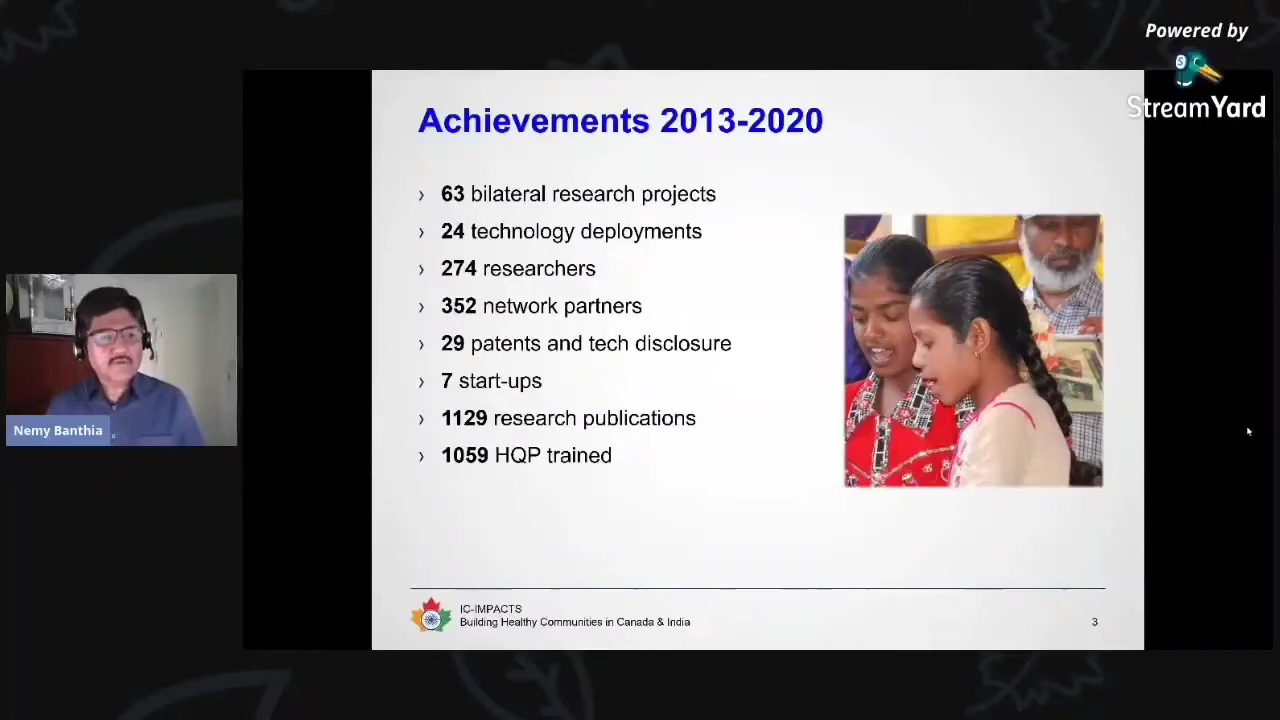 Powered by
StreamYard
Achievements 2013-2020
› 63 bilateral research projects
› 24 technology deployments
› 274 researchers
› 352 network partners
› 29 patents and tech disclosure
› 7 start-ups
› 1129 research publications
› 1059 HQP trained
Nemy Banthia
IC-IMPACTS
Building Healthy Communities in Canada & India
3